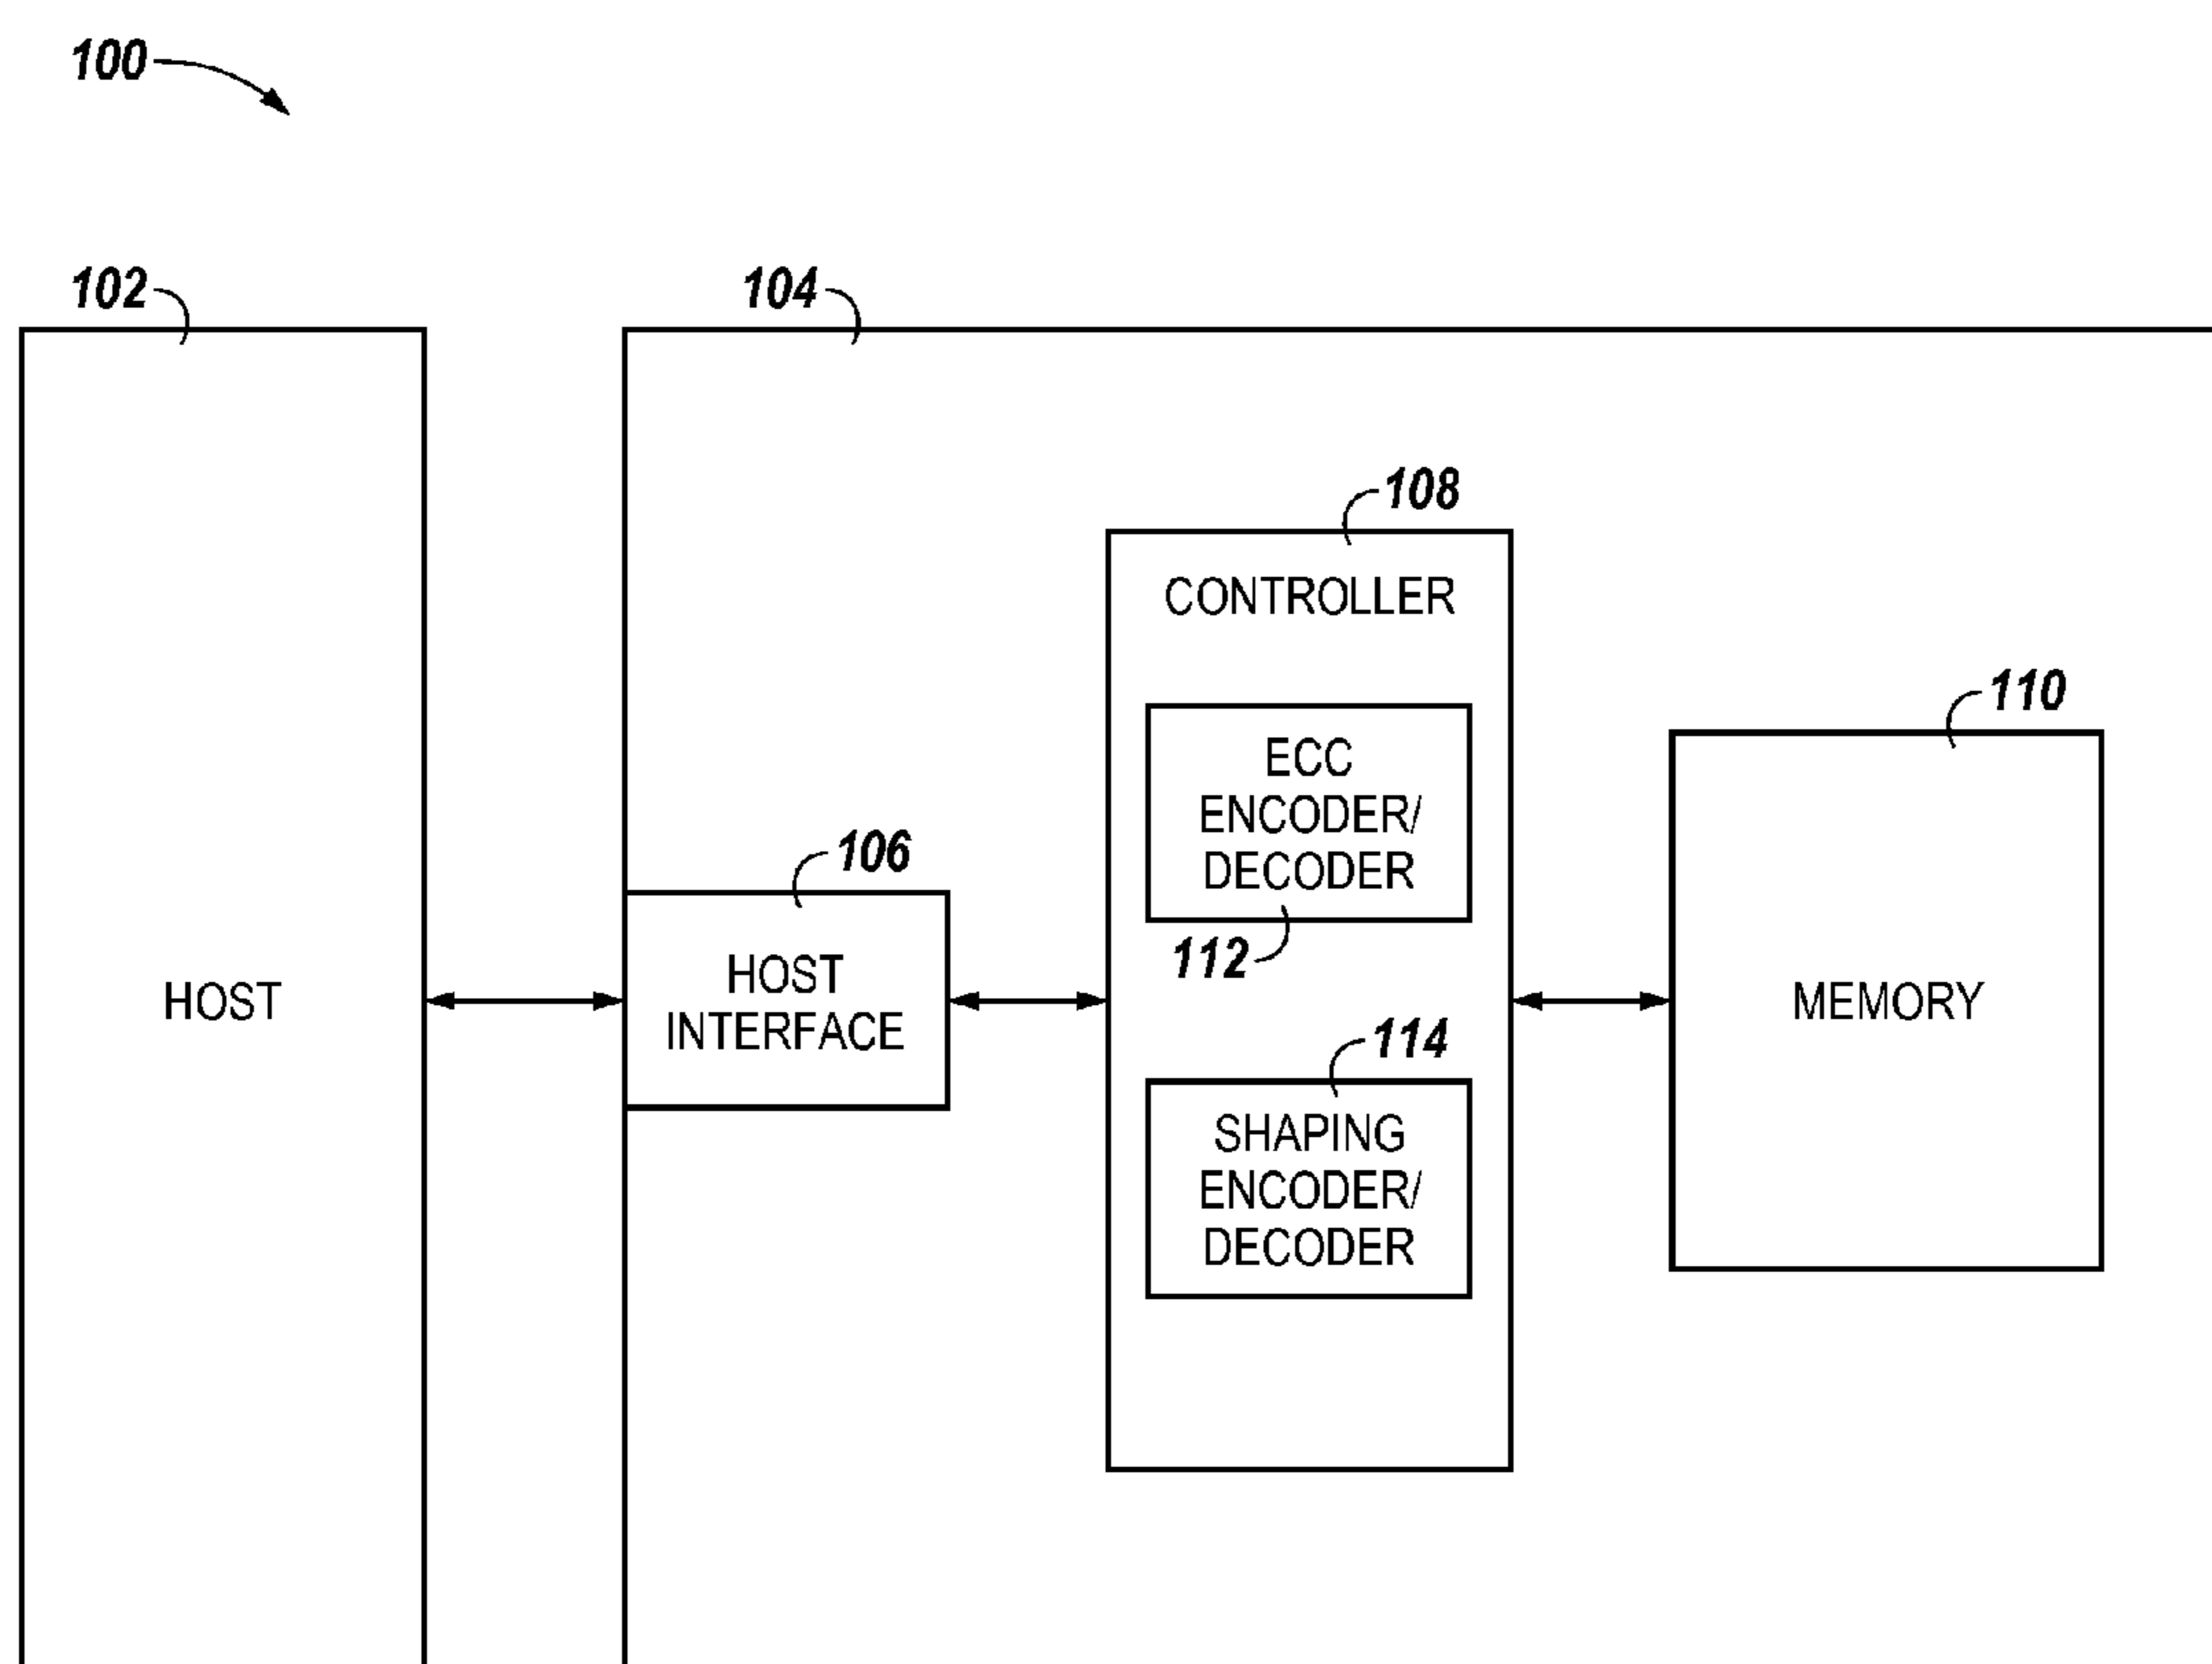 100
102
104
108
CONTROLLER
110
ECC
ENCODER/
DECODER
106
112
HOST
HOST
INTERFACE
MEMORY
114
SHAPING
ENCODER/
DECODER